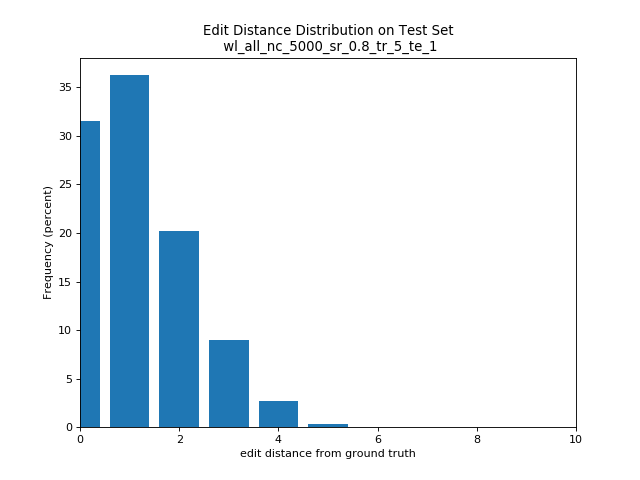 Edit Distance Distribution on Test Set
wl_all_nc_5000_sr_0.8_tr_5_te_1
35
30
25
20
15
10
5
0
Frequency (percent)
0 2 4 6 8 10
edit distance from ground truth